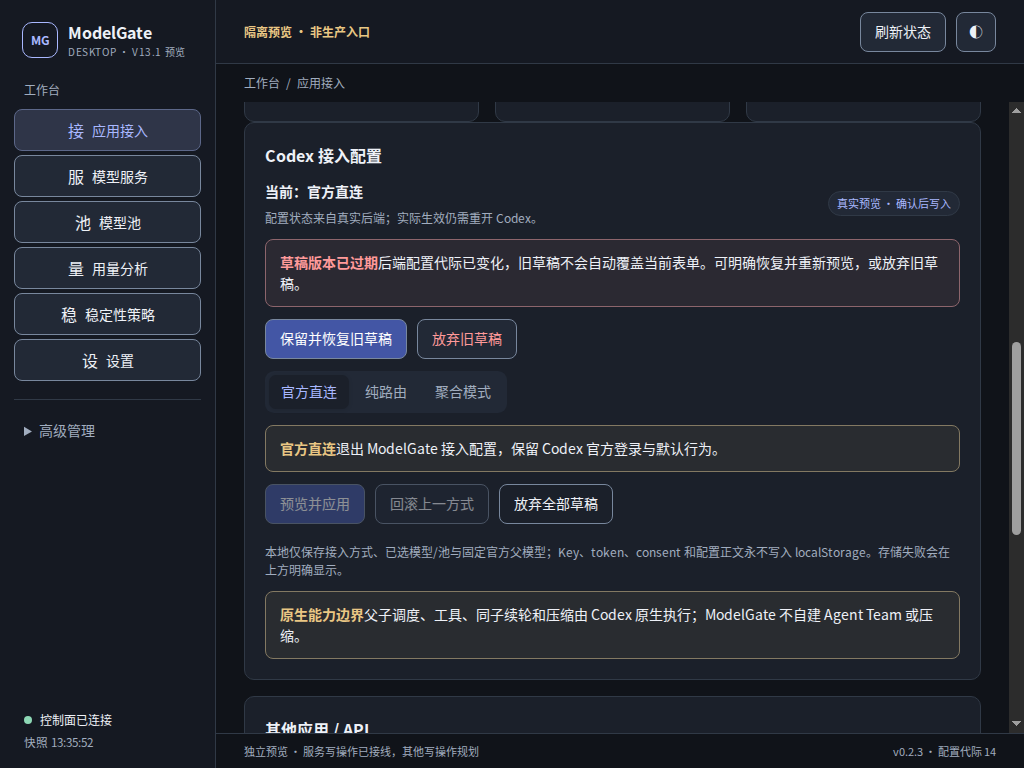 MG
ModelGate
DESKTOP · V13.1 预览
工作台
接 应用接入
服 模型服务
池 模型池
量 用量分析
稳 稳定性策略
设 设置
▶ 高级管理
控制面已连接
快照 13:35:52
隔离预览 · 非生产入口
刷新状态
工作台 / 应用接入
Codex 接入配置
当前：官方直连
配置状态来自真实后端；实际生效仍需重开 Codex。
真实预览 · 确认后写入
草稿版本已过期后端配置代际已变化，旧草稿不会自动覆盖当前表单。可明确恢复并重新预览，或放弃旧草
稿。
保留并恢复旧草稿 放弃旧草稿
官方直连 纯路由 聚合模式
官方直连退出 ModelGate 接入配置，保留 Codex 官方登录与默认行为。
预览并应用 回滚上一方式 放弃全部草稿
本地仅保存接入方式、已选模型/池与固定官方父模型；Key、token、consent 和配置正文永不写入 localStorage。存储失败会在
上方明确显示。
原生能力边界父子调度、工具、同子续轮和压缩由 Codex 原生执行；ModelGate 不自建 Agent Team 或压
缩。
其他应用 / API
独立预览 · 服务写操作已接线，其他写操作规划
v0.2.3 · 配置代际 14